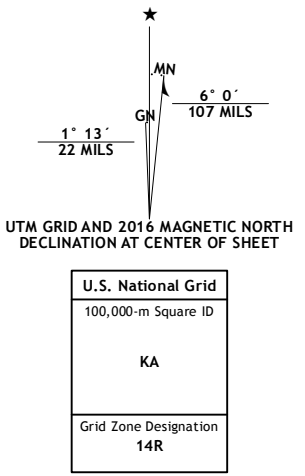 ★
MN
GN
6° 0´
107 MILS
1° 13´
22 MILS
UTM GRID AND 2016 MAGNETIC NORTH
DECLINATION AT CENTER OF SHEET
U.S. National Grid
100,000-m Square ID
KA
Grid Zone Designation
14R